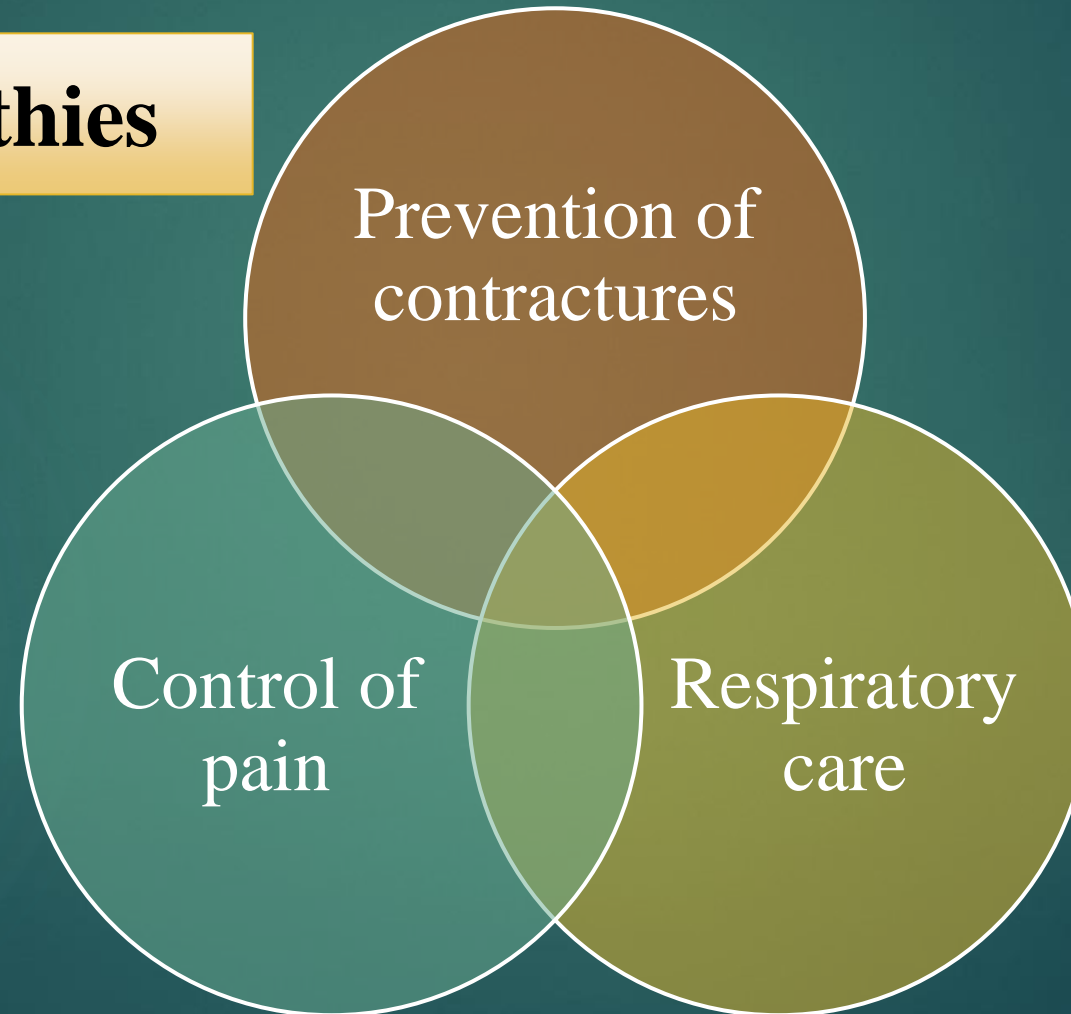 thies
Prevention of
contractures
Control of
pain
Respiratory
care